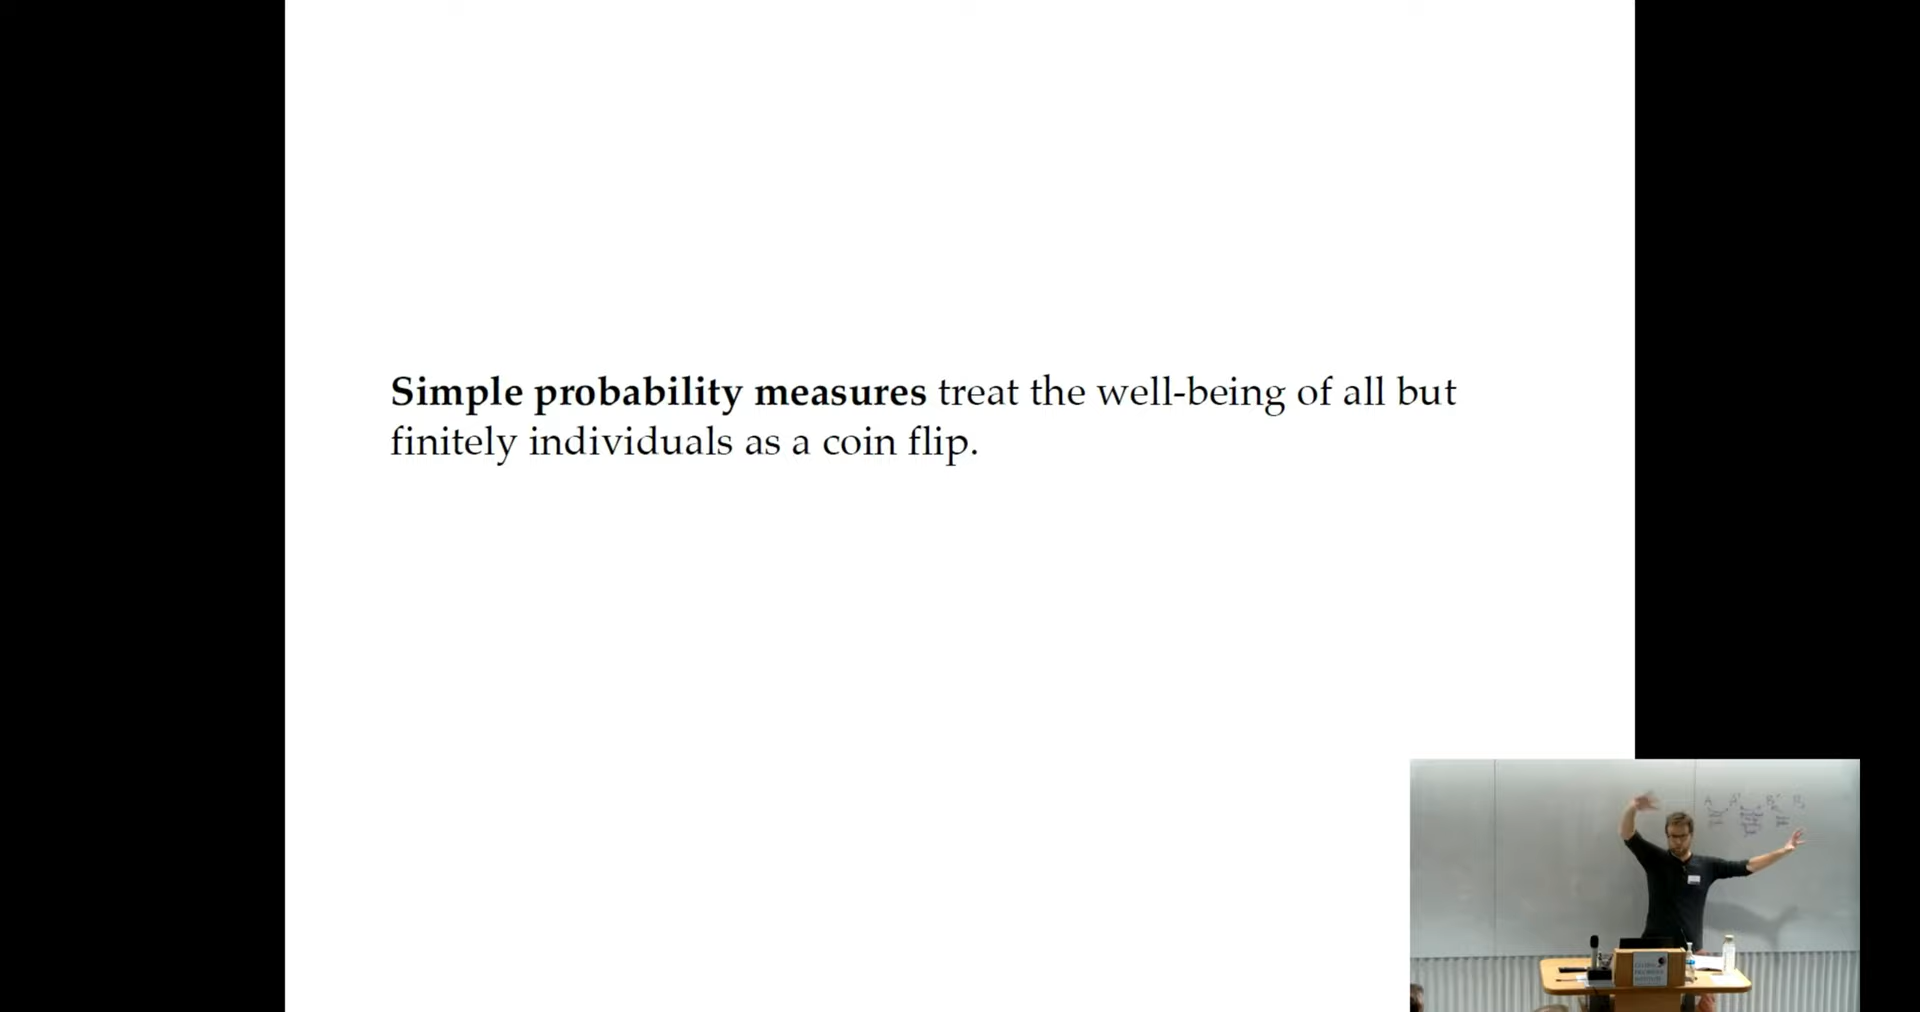 Simple probability measures treat the well-being of all but
finitely individuals as a coin flip.